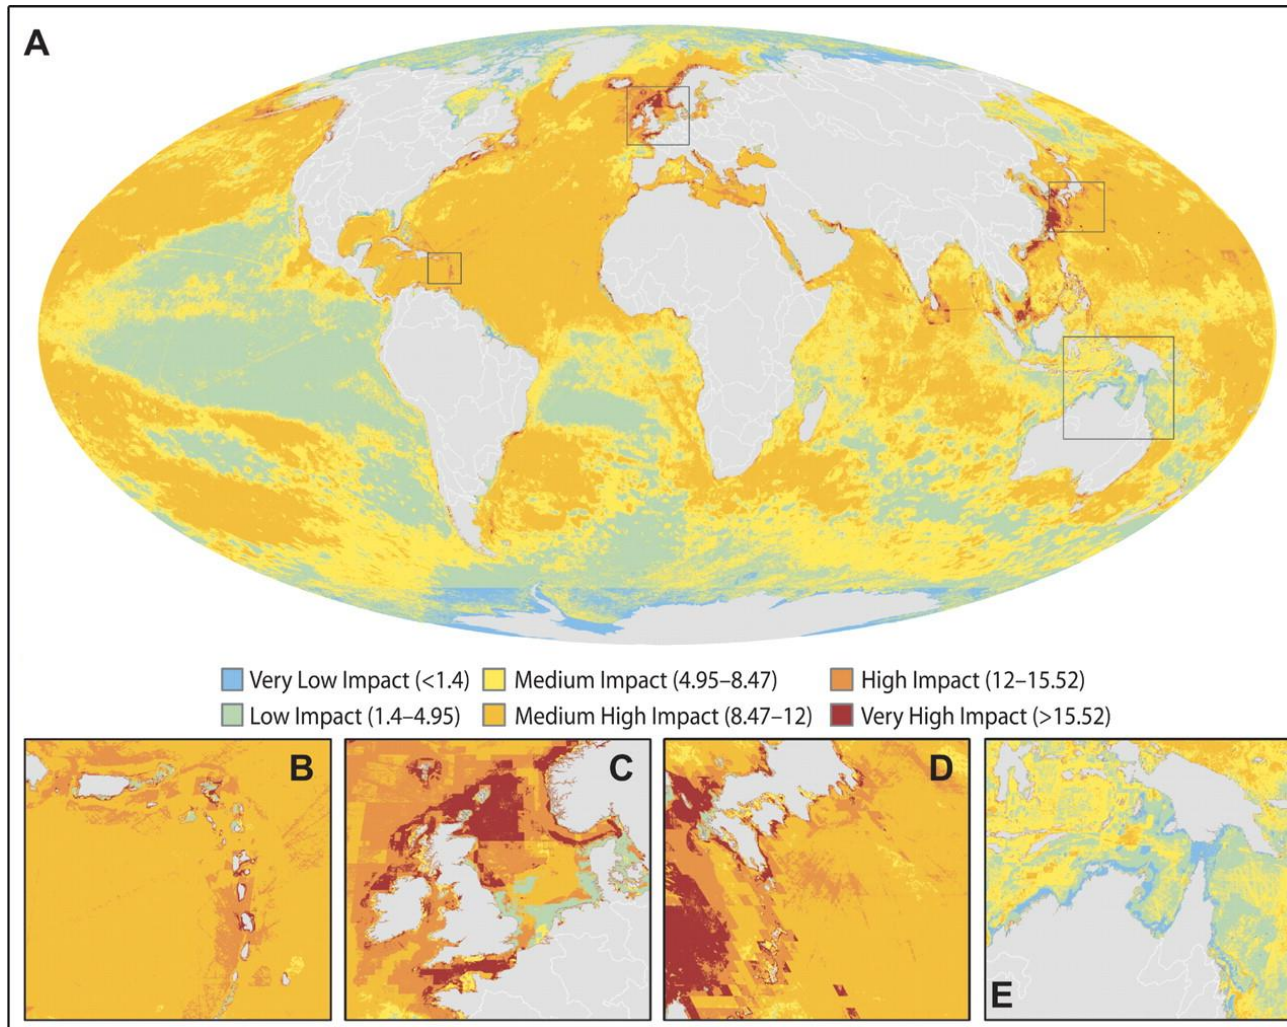 A
Very Low Impact (<1.4) Medium Impact (4.95–8.47) High Impact (12–15.52)
Low Impact (1.4–4.95) Medium High Impact (8.47–12) Very High Impact (>15.52)
B C D
E